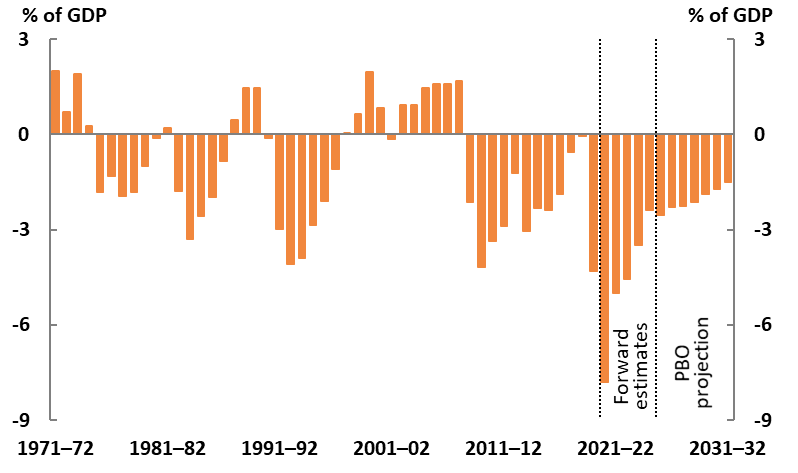 % of GDP
% of GDP
3
3
0
0
-3
-3
-6
-6
-9
-9
Forward
estimates
PBO
projection
1971–72
1981–82
1991–92
2001–02
2011–12
2021–22
2031–32